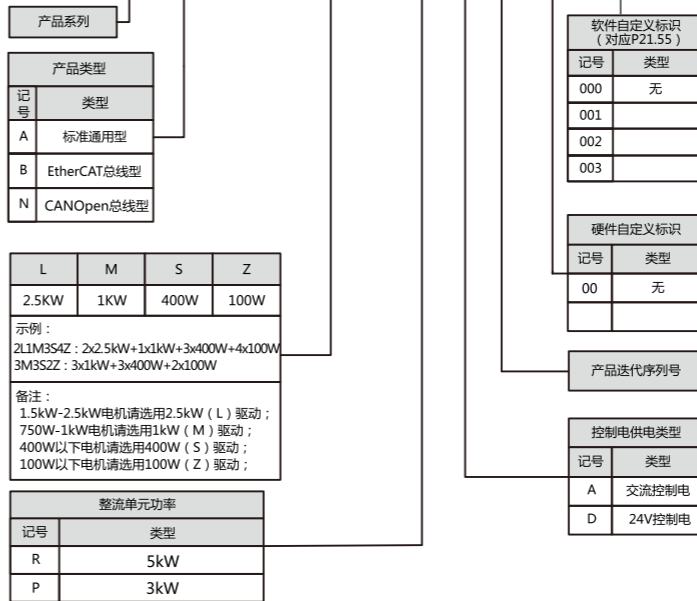 产品系列
产品类型
记号 类型
A 标准通用型
B EtherCAT总线型
N CANOpen总线型
L M S Z
2.5KW 1KW 400W 100W
示例：
2L1M3S4Z：2x2.5kW+1x1kW+3x400W+4x100W
3M3S2Z：3x1kW+3x400W+2x100W
备注：
1.5kW-2.5kW电机请选用2.5kW（L）驱动；
750W-1kW电机请选用1kW（M）驱动；
400W以下电机请选用400W（S）驱动；
100W以下电机请选用100W（Z）驱动；
整流单元功率
记号 类型
R 5kW
P 3kW
软件自定义标识
（对应P21.55）
记号 类型
000 无
001
002
003
硬件自定义标识
记号 类型
00 无
产品迭代序列号
控制电供电类型
记号 类型
A 交流控制电
D 24V控制电